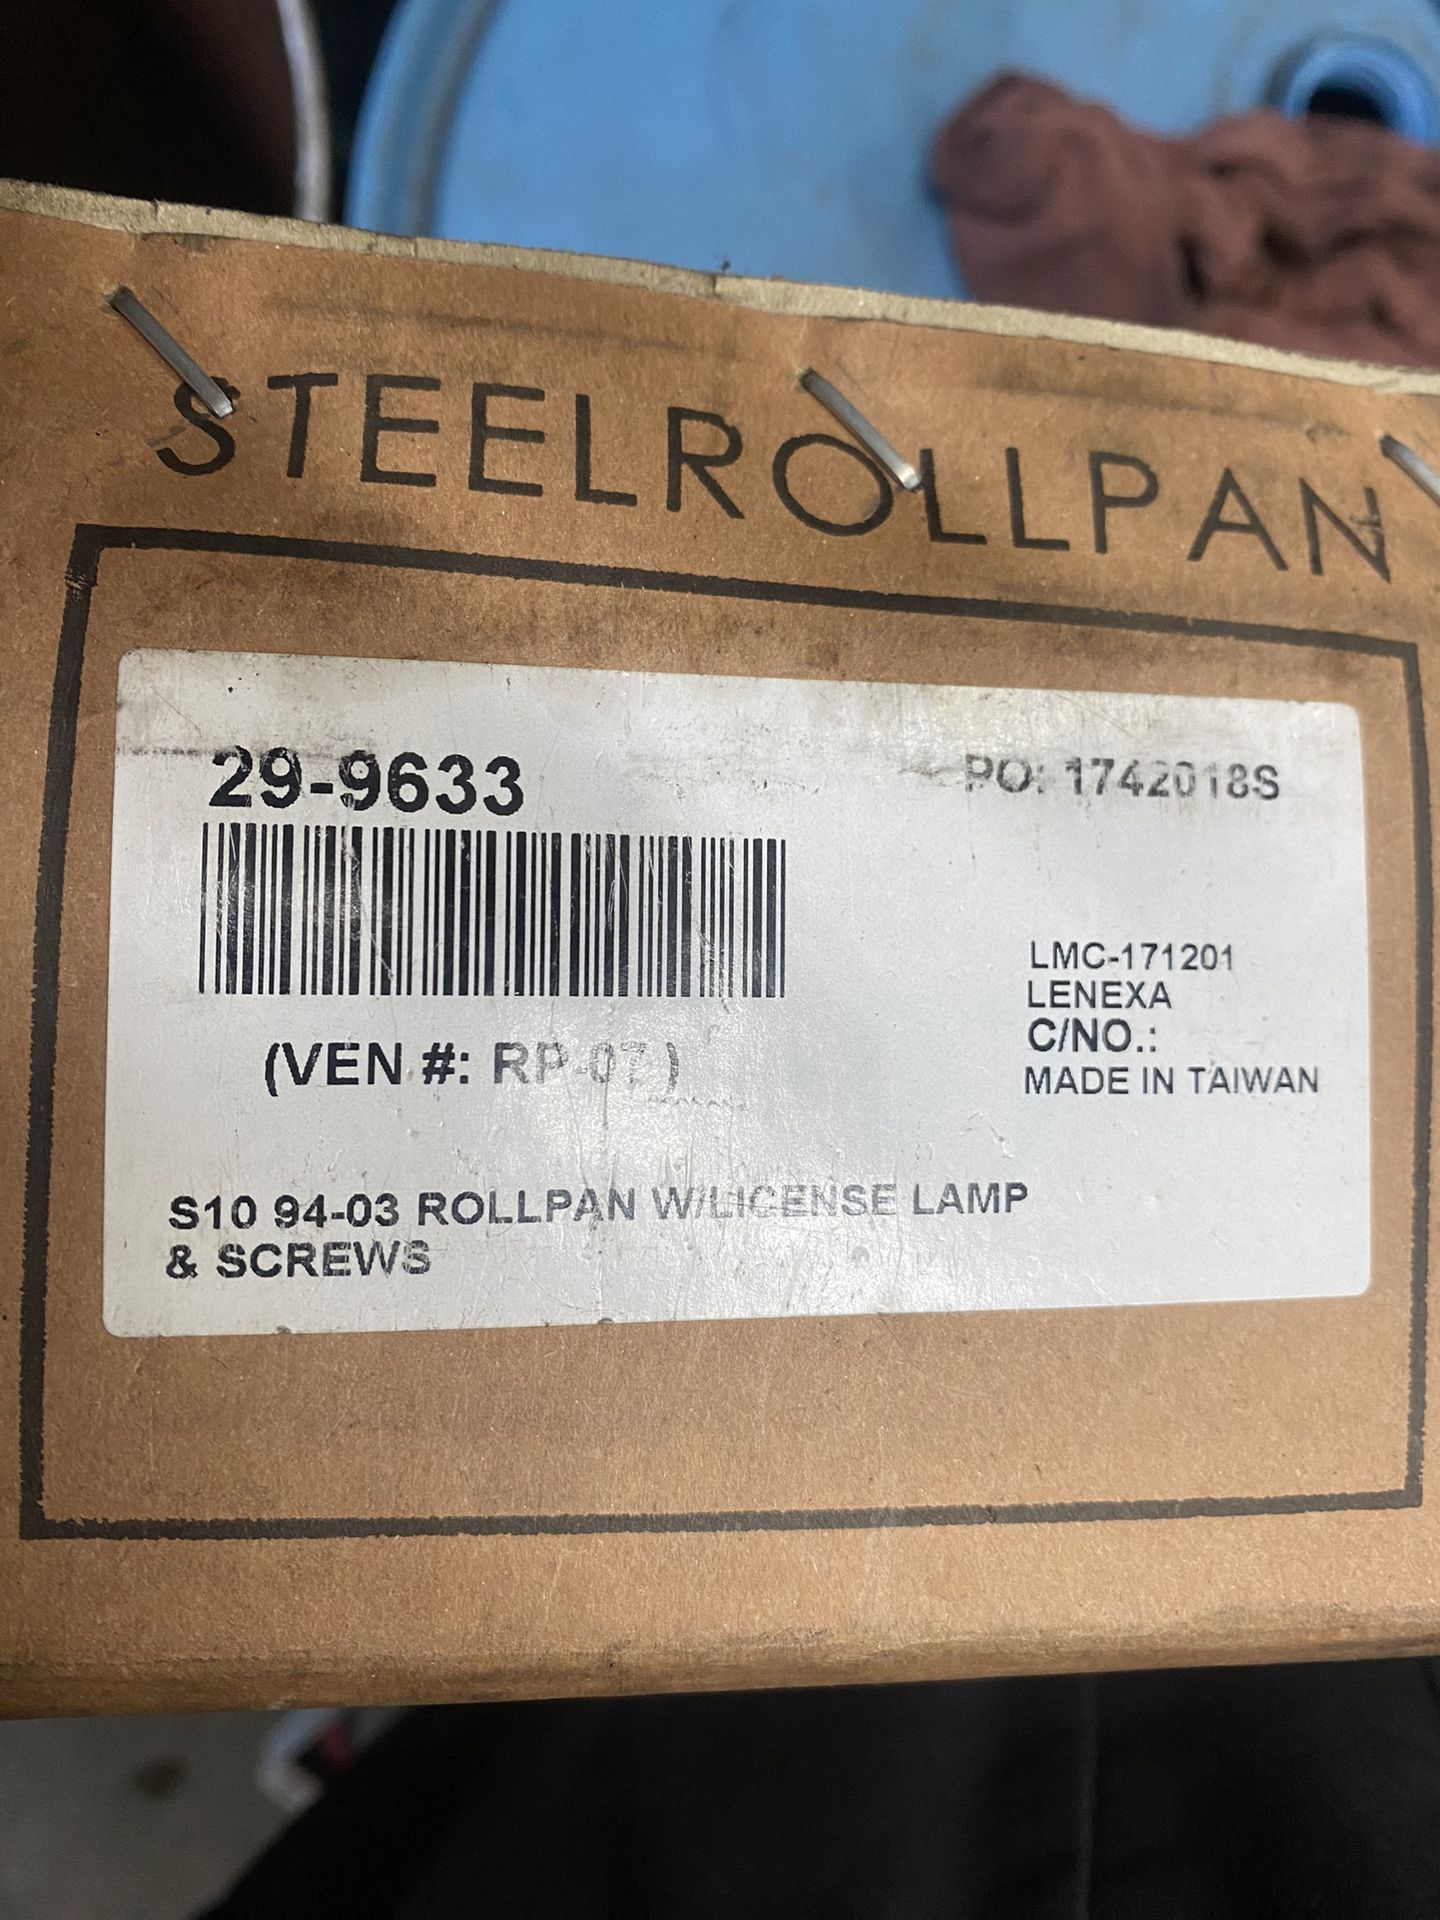 STEELROLLPAN
29-9633
PO: 1742018S
LMC-171201
LENEXA
C/NO.:
MADE IN TAIWAN
(VEN #: RP-07)
S10 94-03 ROLLPAN W/LICENSE LAMP
& SCREWS